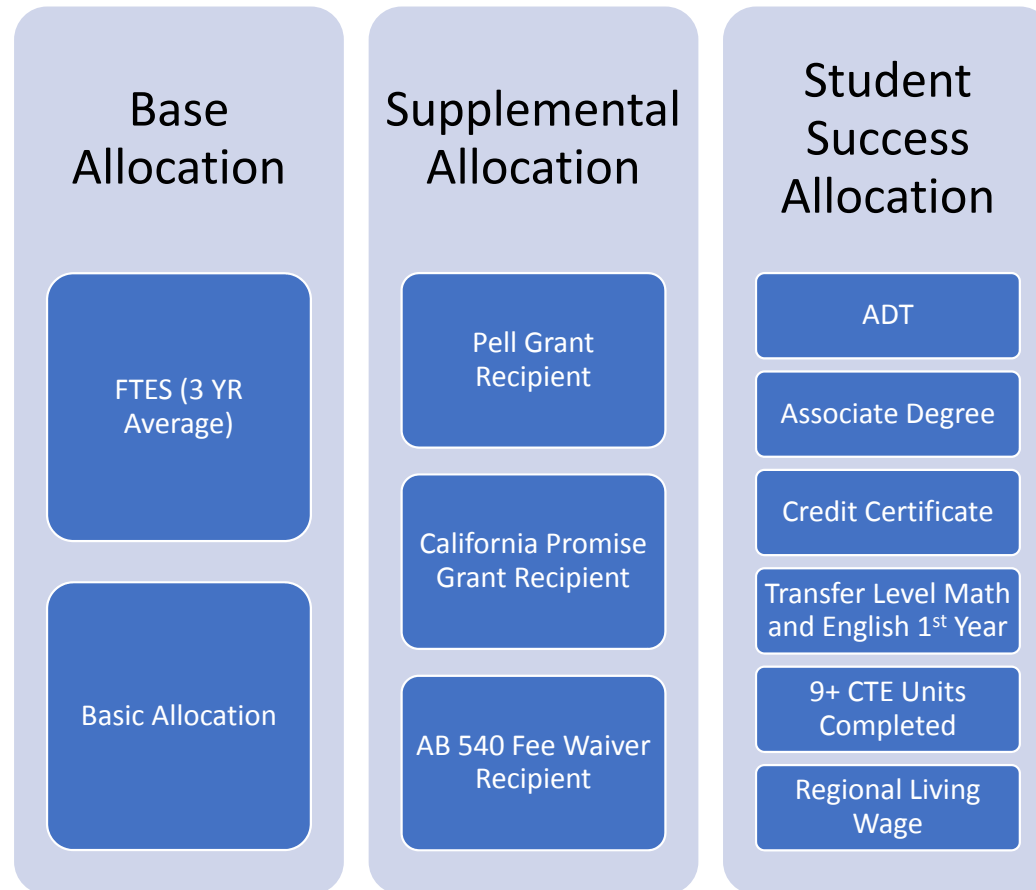 Base
Allocation
FTES (3 YR
Average)
Basic Allocation
Supplemental
Allocation
Pell Grant
Recipient
California Promise
Grant Recipient
AB 540 Fee Waiver
Recipient
Student
Success
Allocation
ADT
Associate Degree
Credit Certificate
Transfer Level Math
and English 1st Year
9+ CTE Units
Completed
Regional Living
Wage